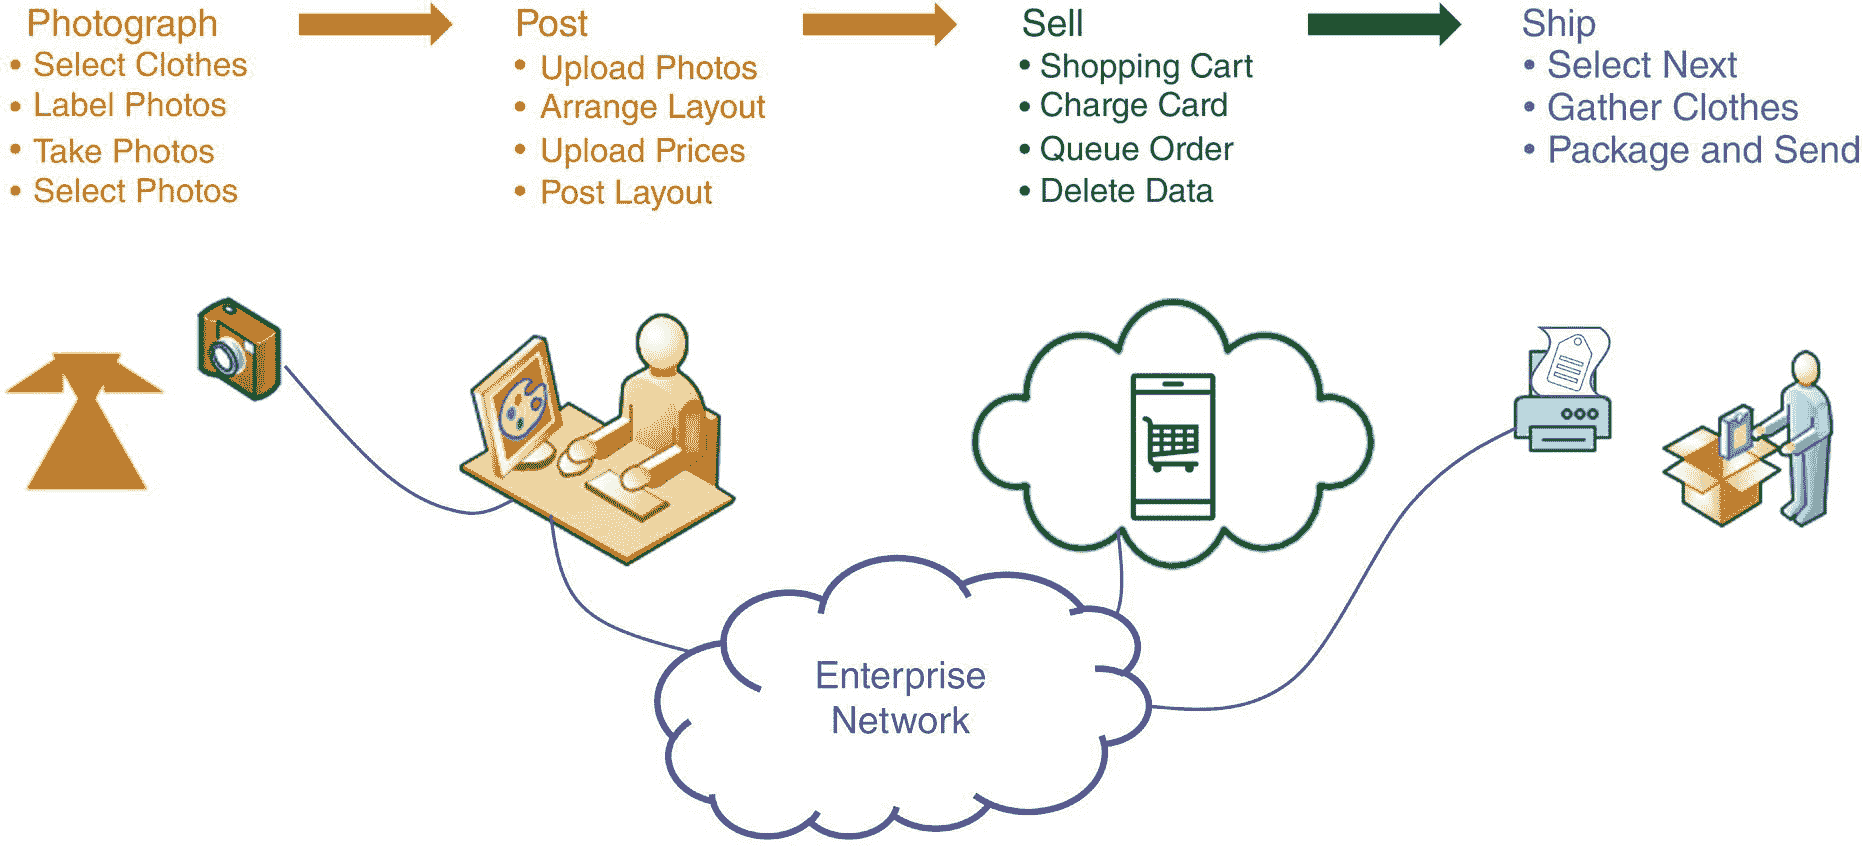 Photograph
• Select Clothes
• Label Photos
• Take Photos
• Select Photos
Post
• Upload Photos
• Arrange Layout
• Upload Prices
• Post Layout
Sell
• Shopping Cart
• Charge Card
• Queue Order
• Delete Data
Ship
• Select Next
• Gather Clothes
• Package and Send
Enterprise
Network